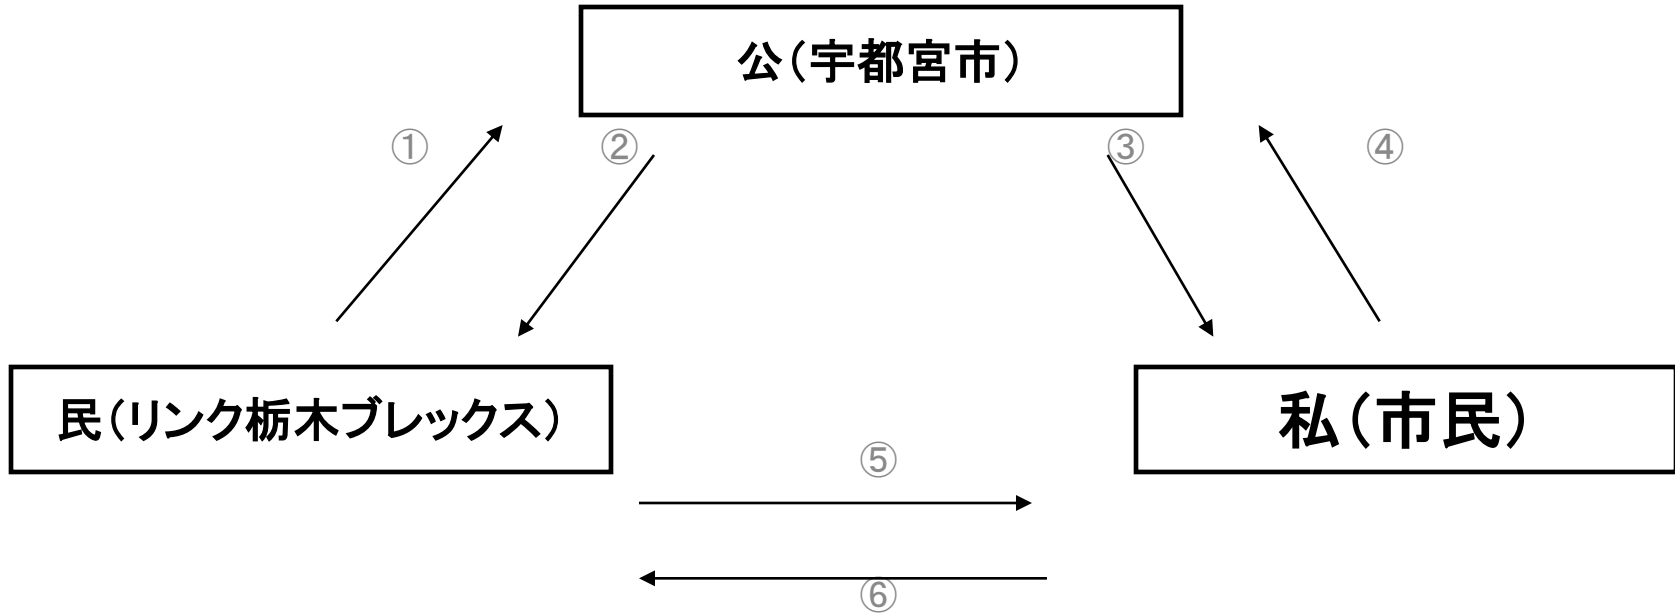 公(宇都宮市)
① ② ③ ④
民(リンク栃木ブレックス)
私(市民)
⑤
⑥